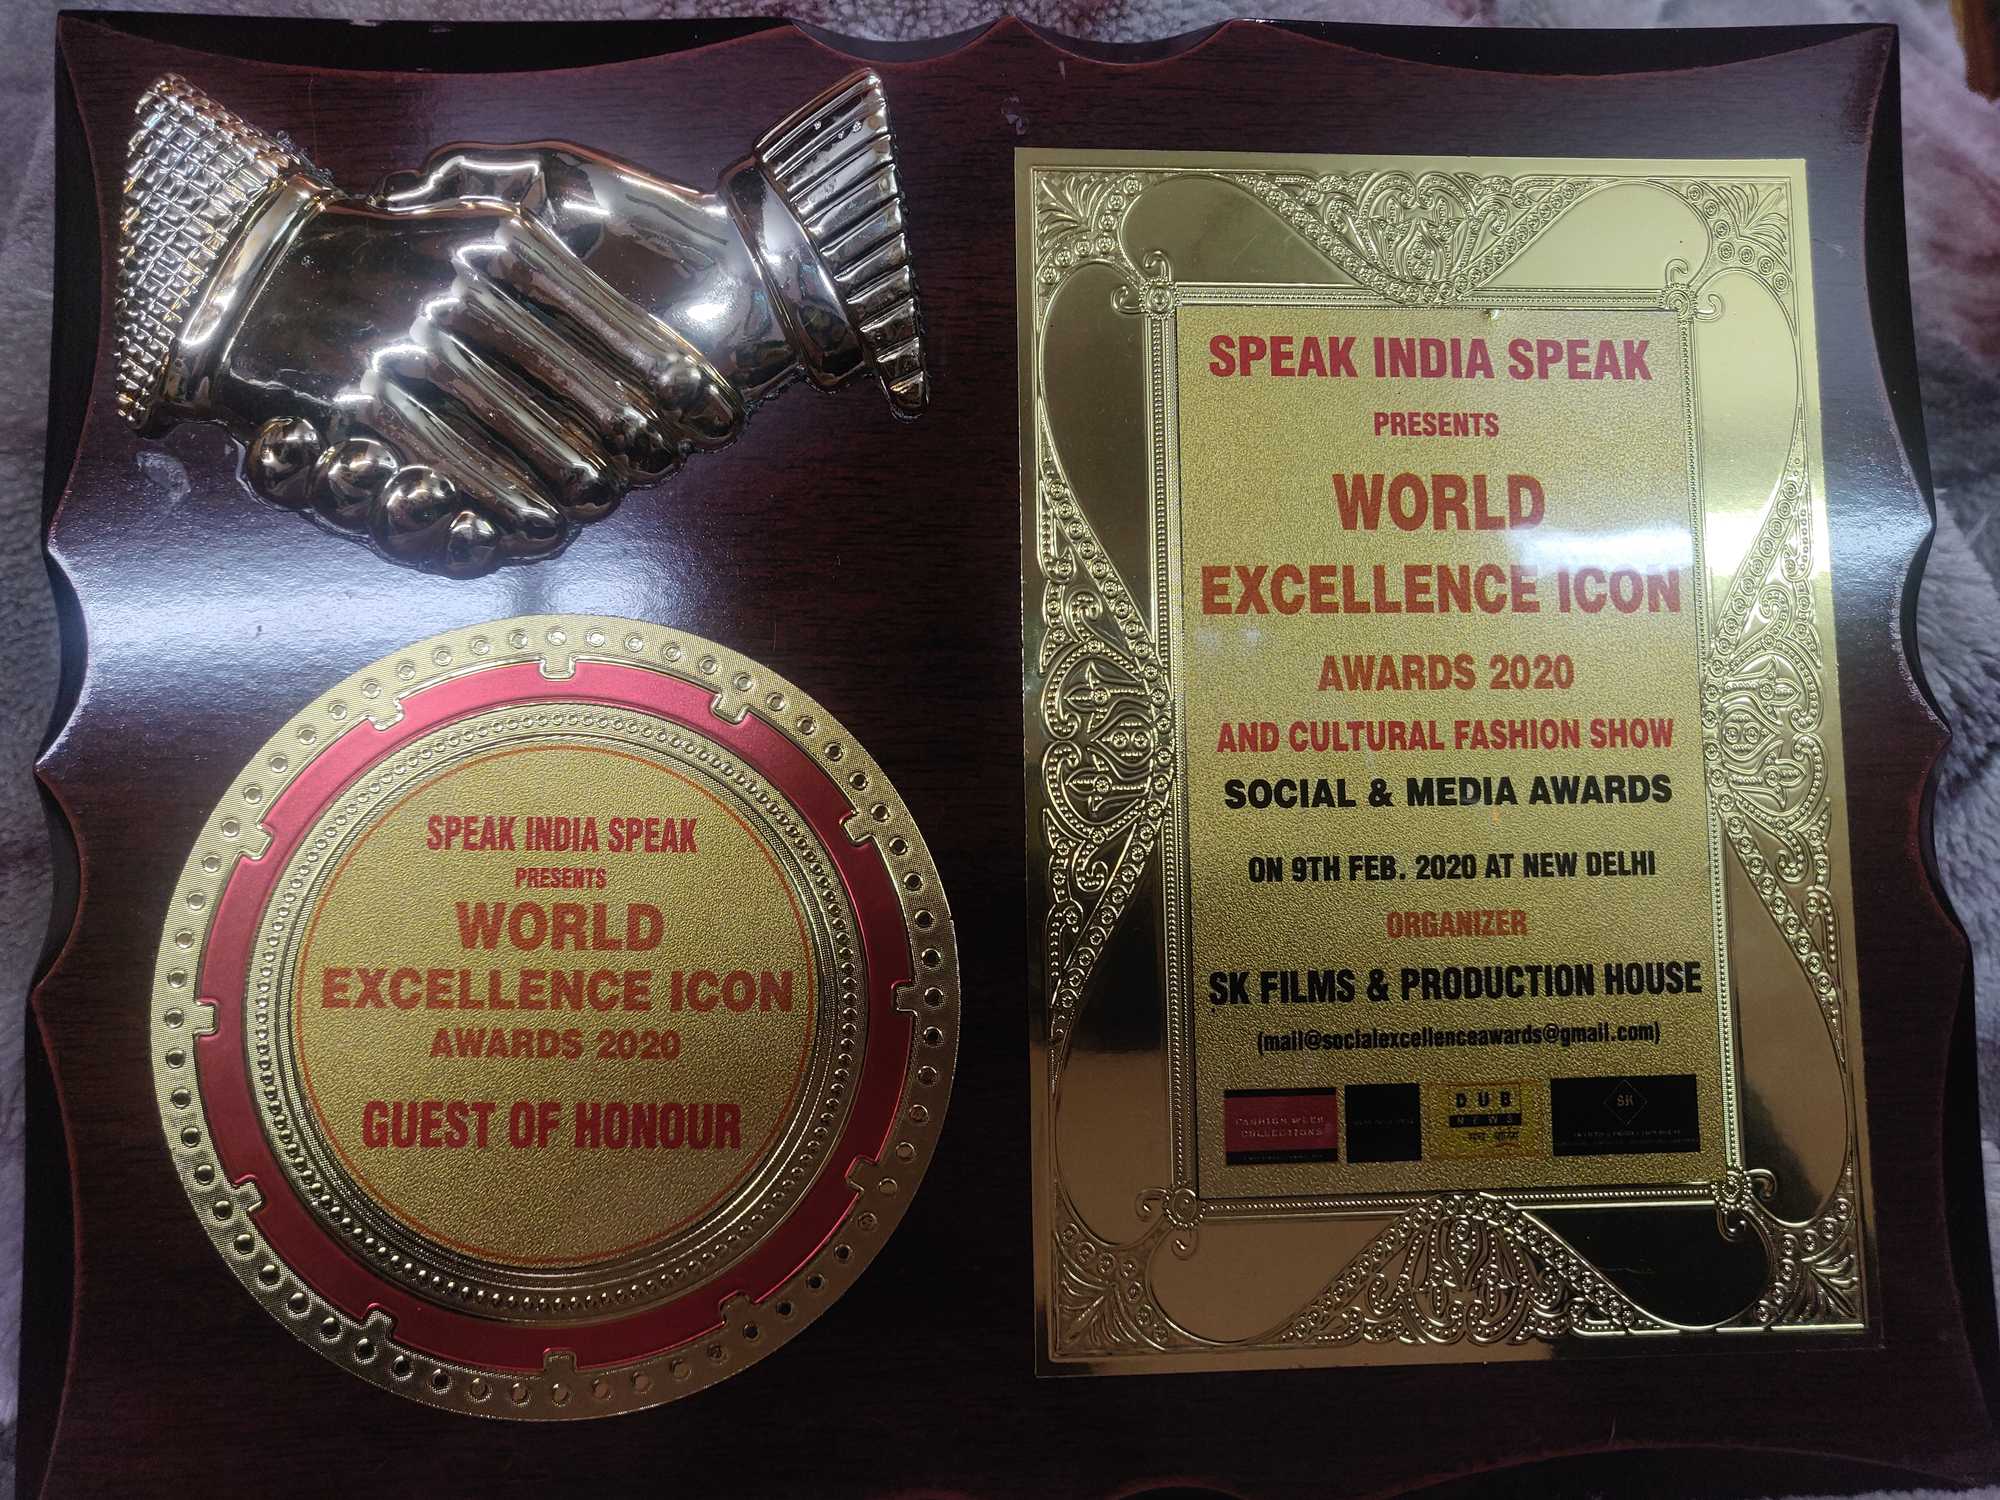 SPEAK INDIA SPEAK
PRESENTS
WORLD
EXCELLENCE ICON
AWARDS 2020
GUEST OF HONOUR
SPEAK INDIA SPEAK
PRESENTS
WORLD
EXCELLENCE ICON
AWARDS 2020
AND CULTURAL FASHION SHOW
SOCIAL & MEDIA AWARDS
ON 9TH FEB. 2020 AT NEW DELHI
ORGANIZER
SK FILMS & PRODUCTION HOUSE
(mail@socialexcellenceawards@gmail.com)
FASHION WEEK
COLLECTIONS
DUB
NEWS
SK